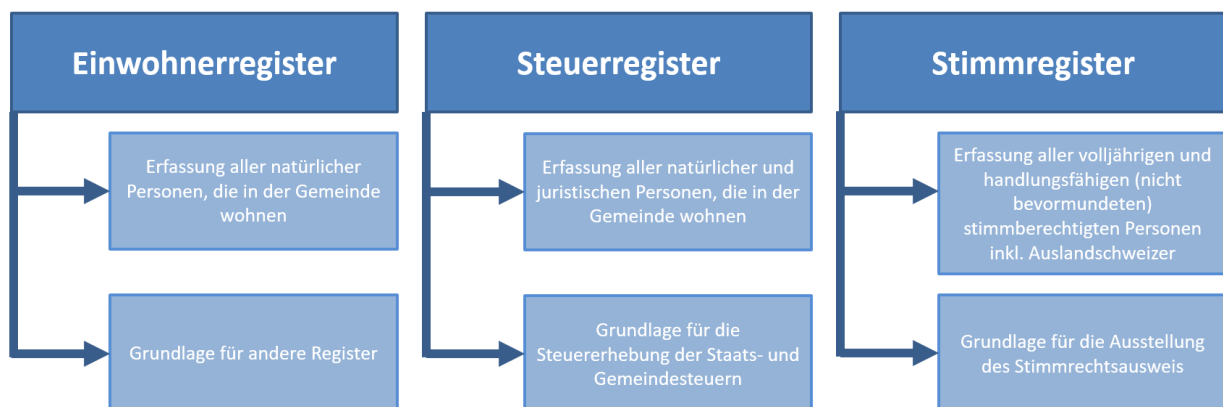 Einwohnerregister
Erfassung aller natürlicher
Personen, die in der Gemeinde
wohnen
Grundlage für andere Register
Steuerregister
Erfassung aller natürlicher und
juristischen Personen, die in der
Gemeinde wohnen
Grundlage für die
Steuererhebung der Staats- und
Gemeindesteuern
Stimmregister
Erfassung aller volljährigen und
handlungsfähigen (nicht
bevormundeten)
stimmberechtigten Personen
inkl. Auslandschweizer
Grundlage für die Ausstellung
des Stimmrechtsausweis